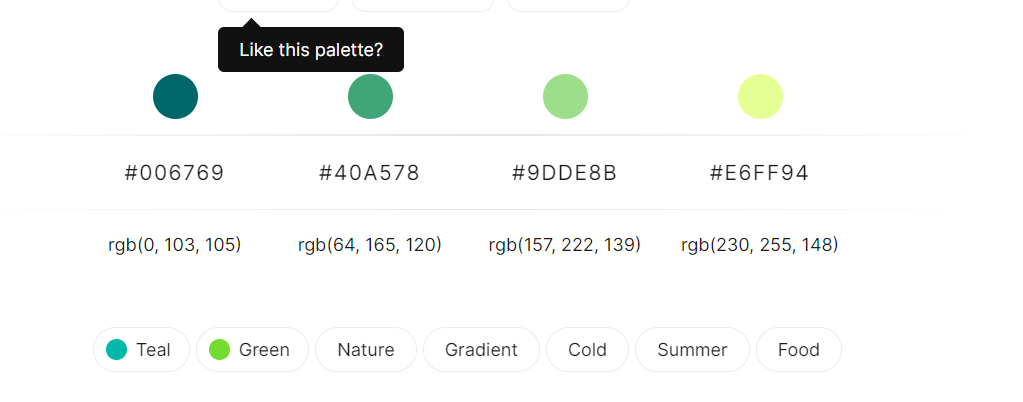 Like this palette?
#006769 #40A578 #9DDE8B #E6FF94
rgb(0, 103, 105) rgb(64, 165, 120) rgb(157, 222, 139) rgb(230, 255, 148)
Teal Green Nature Gradient Cold Summer Food